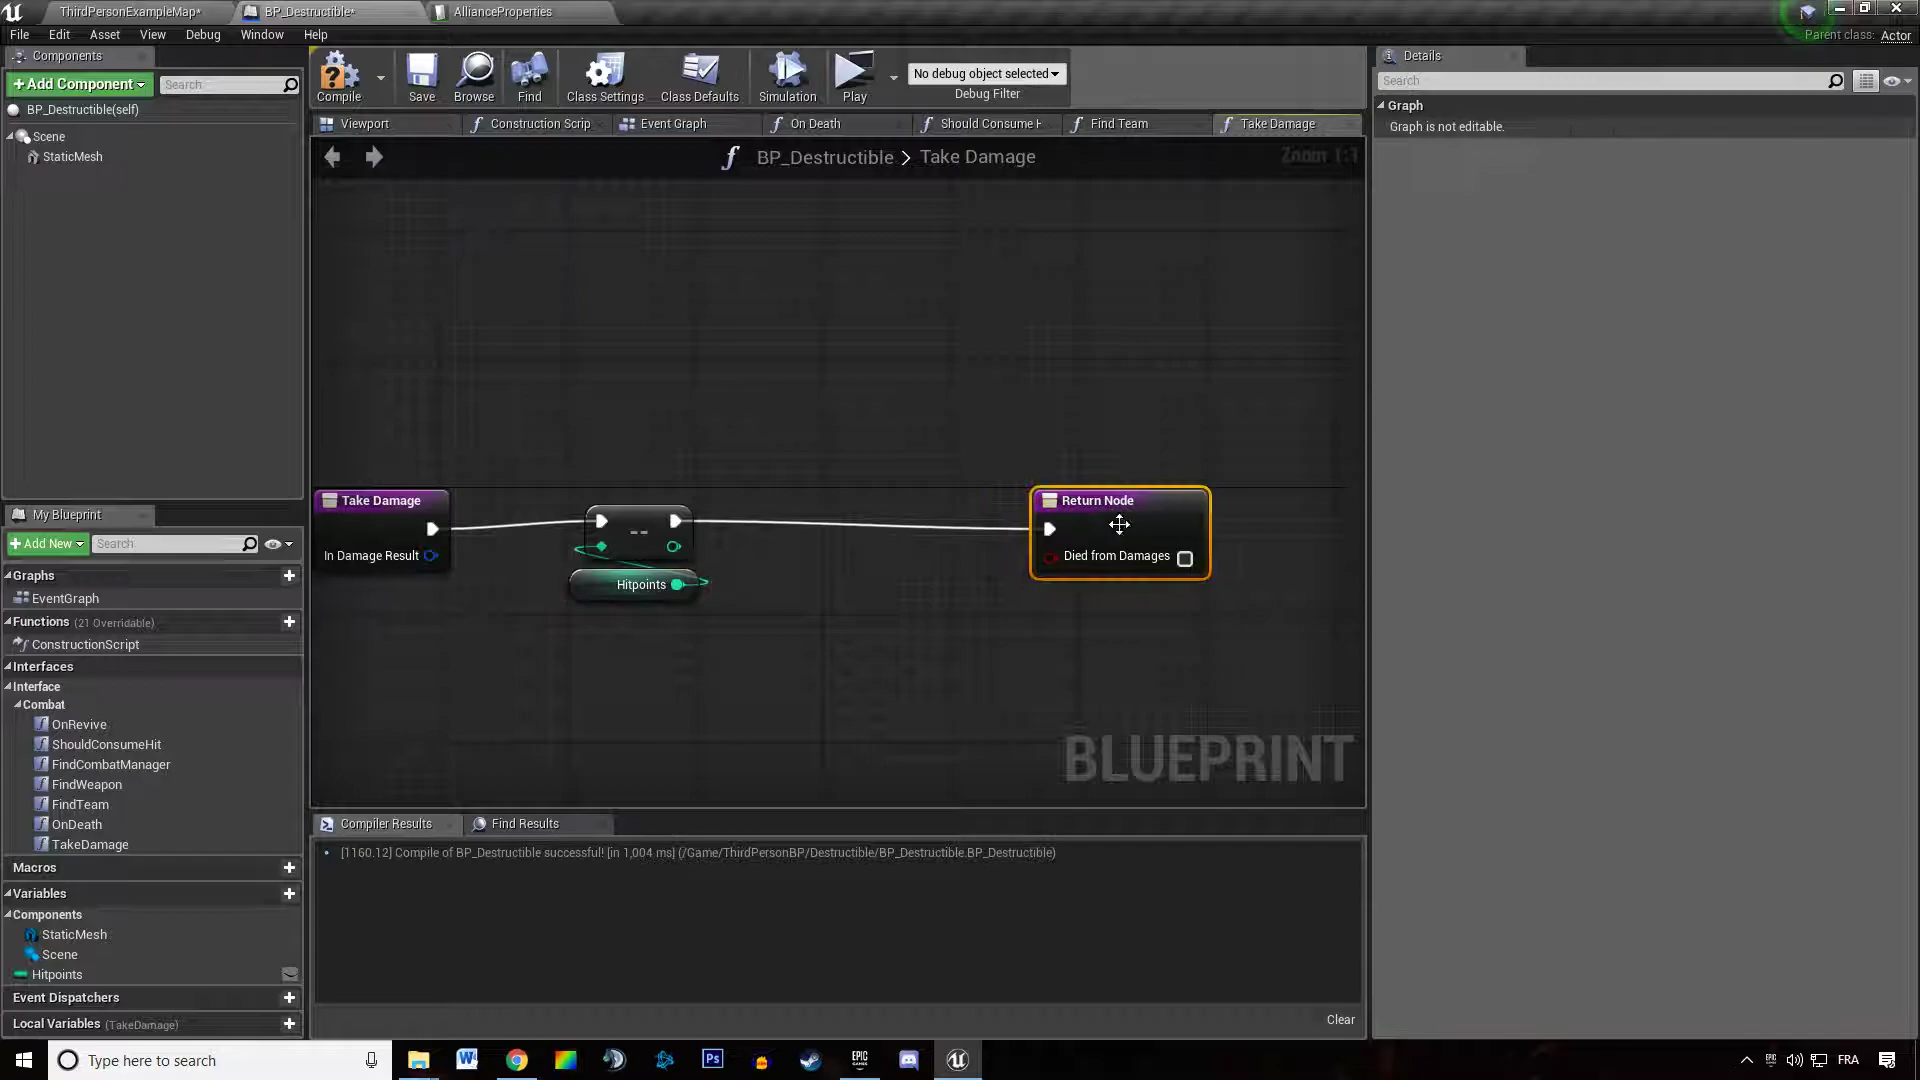 ThirdPersonExampleMap*
BP_Destructible*
AllianceProperties
File Edit Asset View Debug Window Help
Parent class: Actor
Components
+Add Component
Search
BP_Destructible(self)
Scene
StaticMesh
Compile
Save
Browse
Find
Class Settings
Class Defaults
Simulation
Play
No debug object selected
Debug Filter
Viewport
Construction Scrip
Event Graph
On Death
Should Consume H
Find Team
Take Damage
BP_Destructible > Take Damage
Zoom 1:1
Take Damage
In Damage Result
--
Hitpoints
Return Node
Died from Damages
BLUEPRINT
Details
Search
Graph
Graph is not editable.
My Blueprint
+Add New
Search
Graphs
EventGraph
Functions (21 Overridable)
ConstructionScript
Interfaces
Interface
Combat
OnRevive
ShouldConsumeHit
FindCombatManager
FindWeapon
FindTeam
OnDeath
TakeDamage
Macros
Variables
Components
StaticMesh
Scene
Hitpoints
Event Dispatchers
Local Variables (TakeDamage)
Compiler Results
Find Results
[1160.12] Compile of BP_Destructible successful! [in 1,004 ms] (/Game/ThirdPersonBP/Destructible/BP_Destructible.BP_Destructible)
Clear
Type here to search
Ps
EPIC
GAMES
FRA